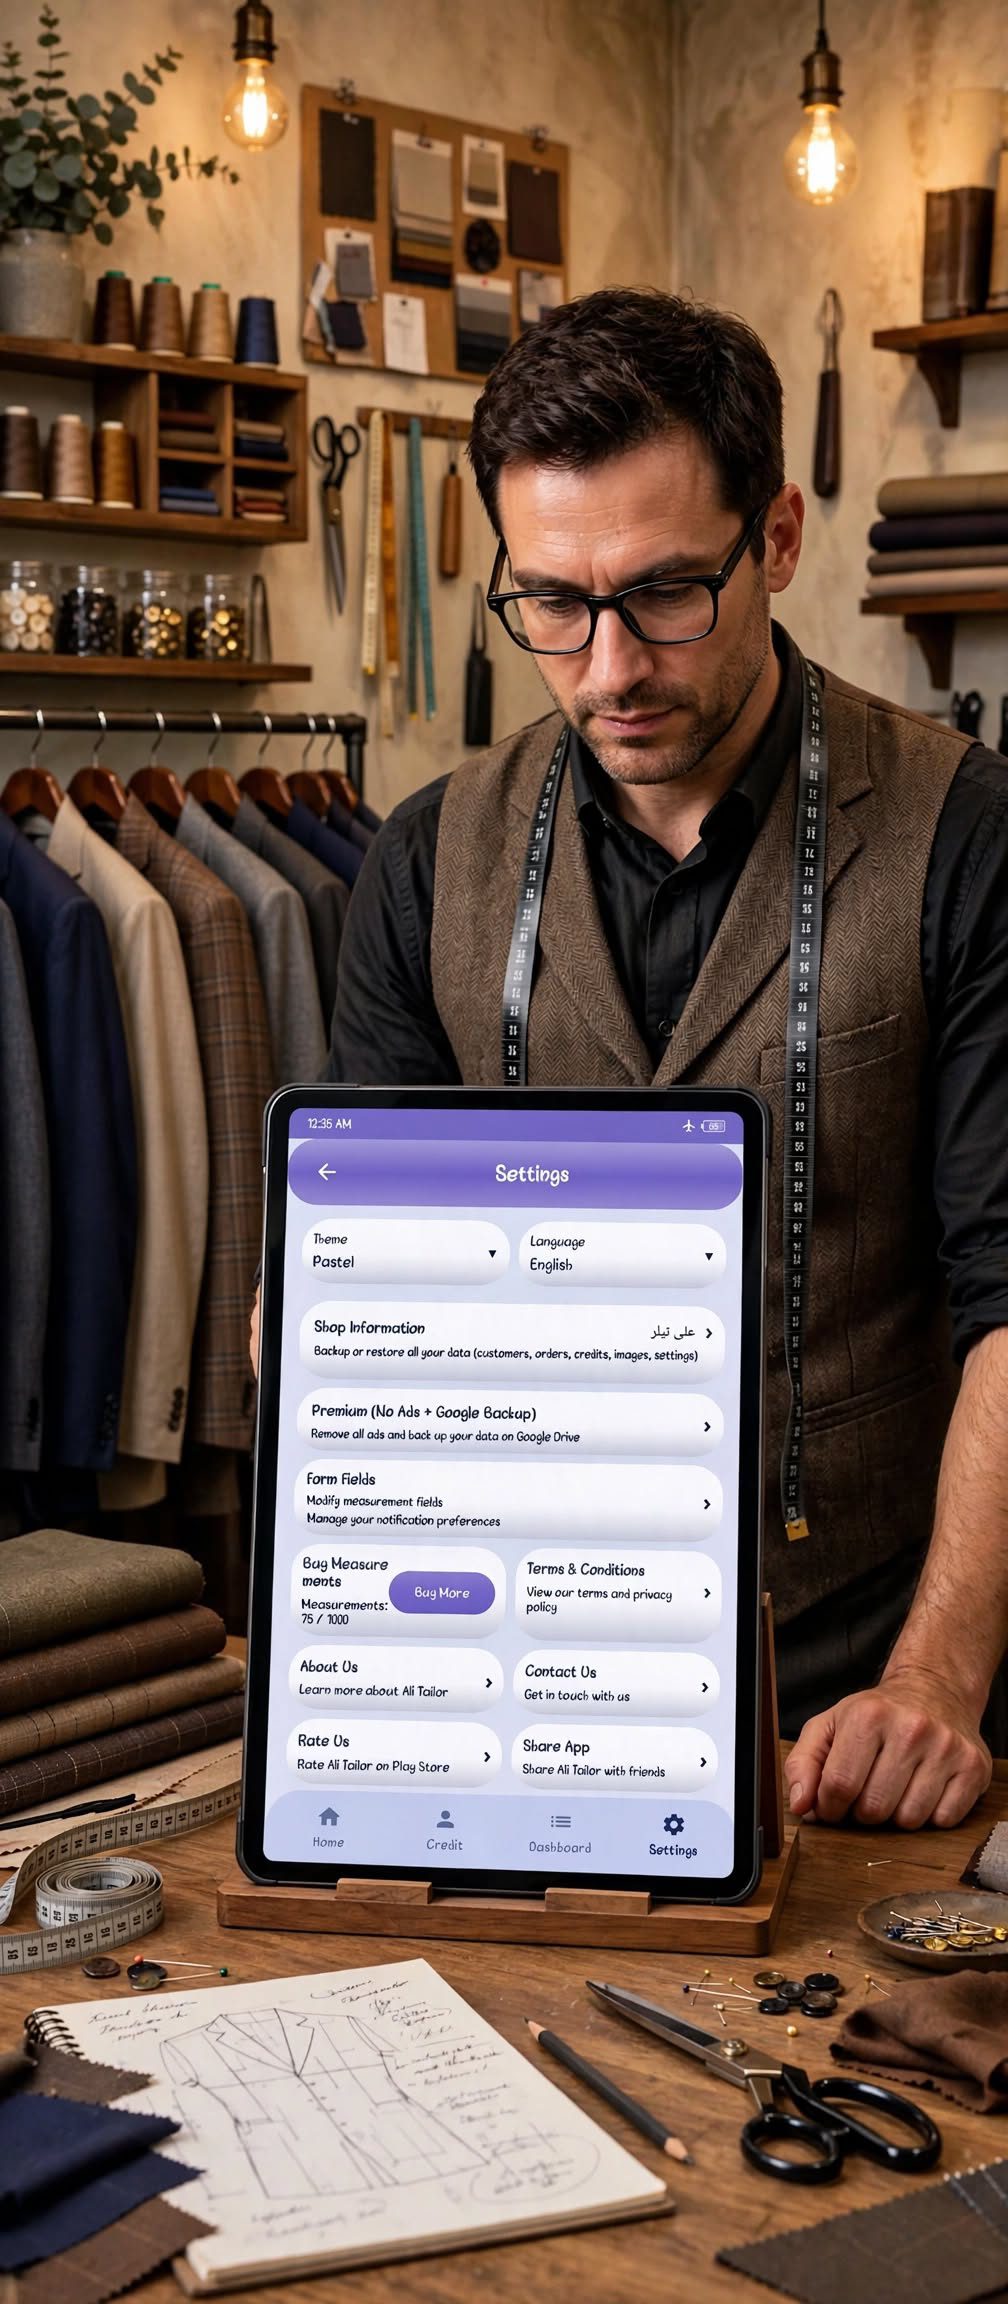 12:35 AM
65
Settings
Theme
Pastel
Language
English
Shop Information
علی تیلر
Backup or restore all your data (customers, orders, credits, images, settings)
Premium (No Ads + Google Backup)
Remove all ads and back up your data on Google Drive
Form Fields
Modify measurement fields
Manage your notification preferences
Buy Measure
ments
Measurements:
75 / 1000
Buy More
Terms & Conditions
View our terms and privacy
policy
About Us
Learn more about Ali Tailor
Contact Us
Get in touch with us
Rate Us
Rate Ali Tailor on Play Store
Share App
Share Ali Tailor with friends
Home
Credit
Dashboard
Settings